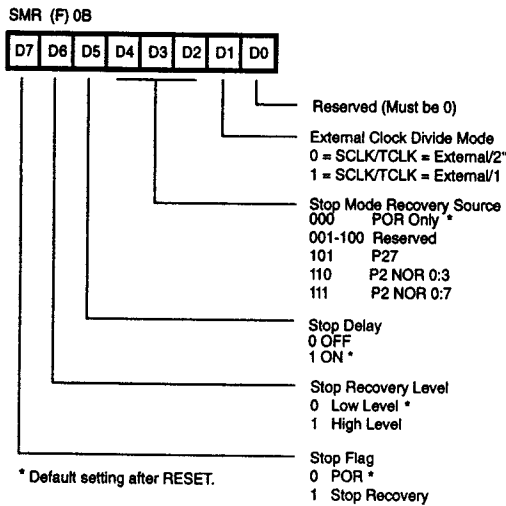 SMR (F) 0B
D7 D6 D5 D4 D3 D2 D1 D0
Reserved (Must be 0)
External Clock Divide Mode
0 = SCLK/TCLK = External/2*
1 = SCLK/TCLK = External/1
Stop Mode Recovery Source
000 POR Only *
001-100 Reserved
101 P27
110 P2 NOR 0:3
111 P2 NOR 0:7
Stop Delay
0 OFF
1 ON *
Stop Recovery Level
0 Low Level *
1 High Level
Stop Flag
0 POR *
1 Stop Recovery
* Default setting after RESET.